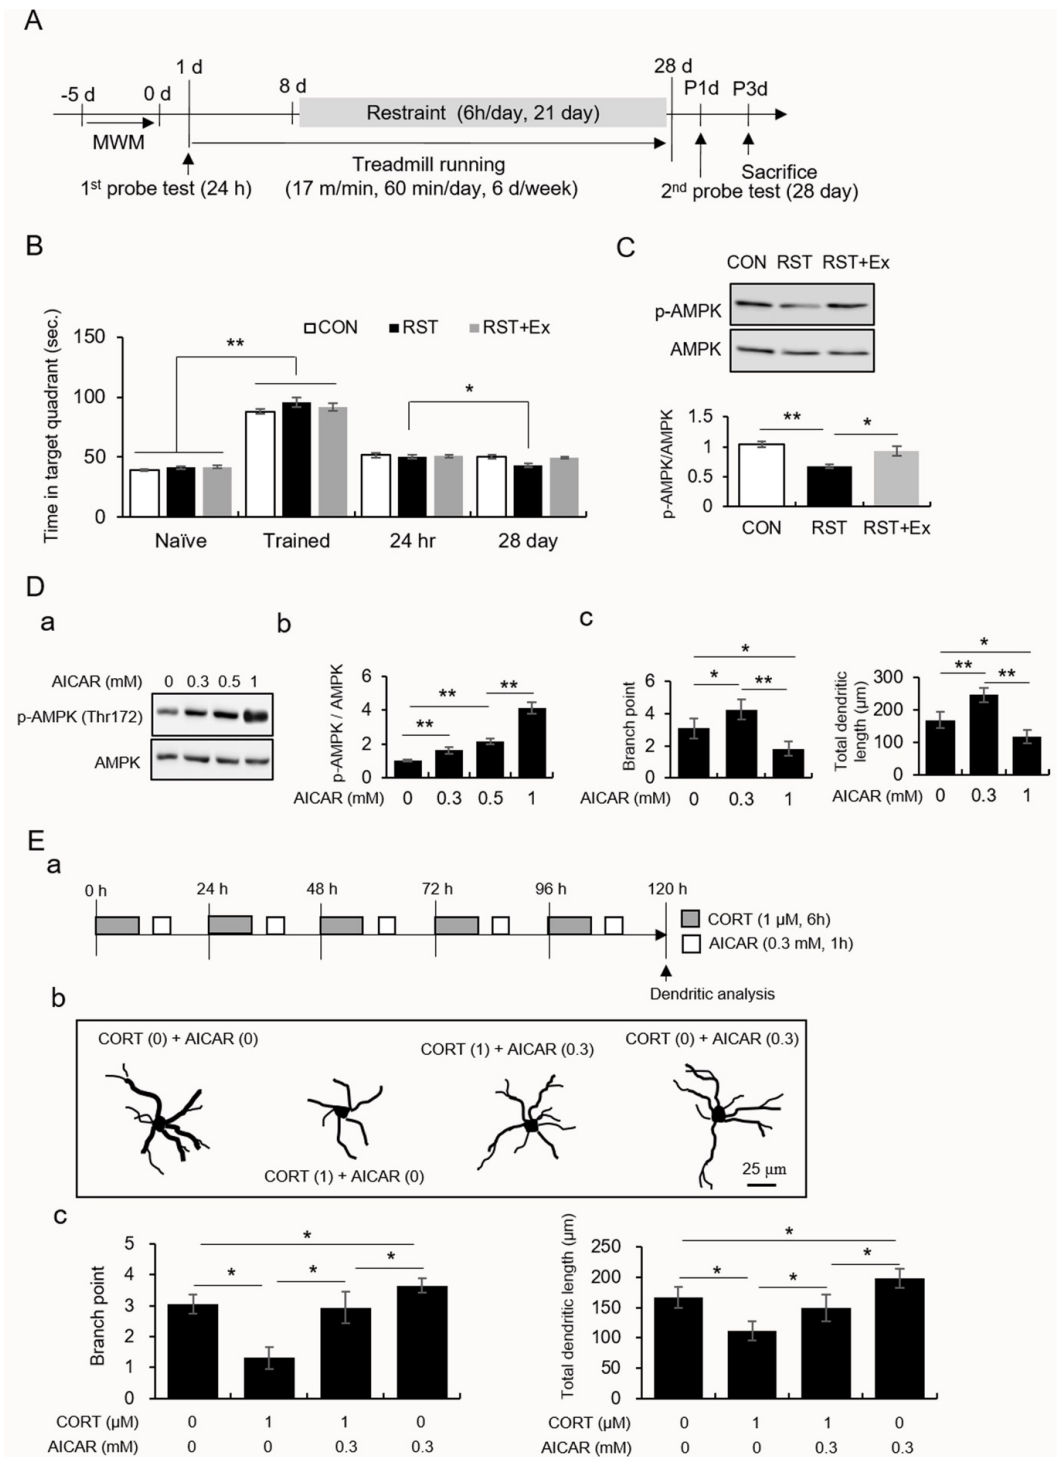 A
-5 d
0 d
1 d
8 d
28 d
P1d
P3d
Restraint (6h/day, 21 day)
MWM
Treadmill running
(17 m/min, 60 min/day, 6 d/week)
1st probe test (24 h)
Sacrifice
2nd probe test (28 day)
B
CON
RST
RST+Ex
Time in target quadrant (sec.)
150
100
50
0
**
*
Naïve
Trained
24 hr
28 day
C
CON RST RST+Ex
p-AMPK
AMPK
p-AMPK/AMPK
1.5
1
0.5
0
**
*
CON
RST
RST+Ex
D
a
AICAR (mM) 0 0.3 0.5 1
p-AMPK (Thr172)
AMPK
b
p-AMPK / AMPK
6
4
2
0
**
**
**
AICAR (mM) 0 0.3 0.5 1
c
Branch point
6
4
2
0
*
*
**
AICAR (mM) 0 0.3 1
Total dendritic
length (µm)
300
200
100
0
*
**
**
AICAR (mM) 0 0.3 1
E
a
0 h
24 h
48 h
72 h
96 h
120 h
CORT (1 µM, 6h)
AICAR (0.3 mM, 1h)
Dendritic analysis
b
CORT (0) + AICAR (0)
CORT (1) + AICAR (0)
CORT (1) + AICAR (0.3)
CORT (0) + AICAR (0.3)
25 µm
c
Branch point
5
4
3
2
1
0
*
*
*
*
CORT (µM) 0 1 1 0
AICAR (mM) 0 0 0.3 0.3
Total dendritic length (µm)
250
200
150
100
50
0
*
*
*
*
CORT (µM) 0 1 1 0
AICAR (mM) 0 0 0.3 0.3